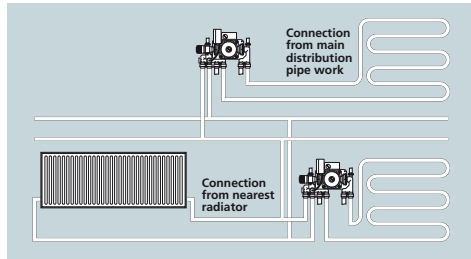 Connection
from main
distribution
pipe work
Connection
from nearest
radiator